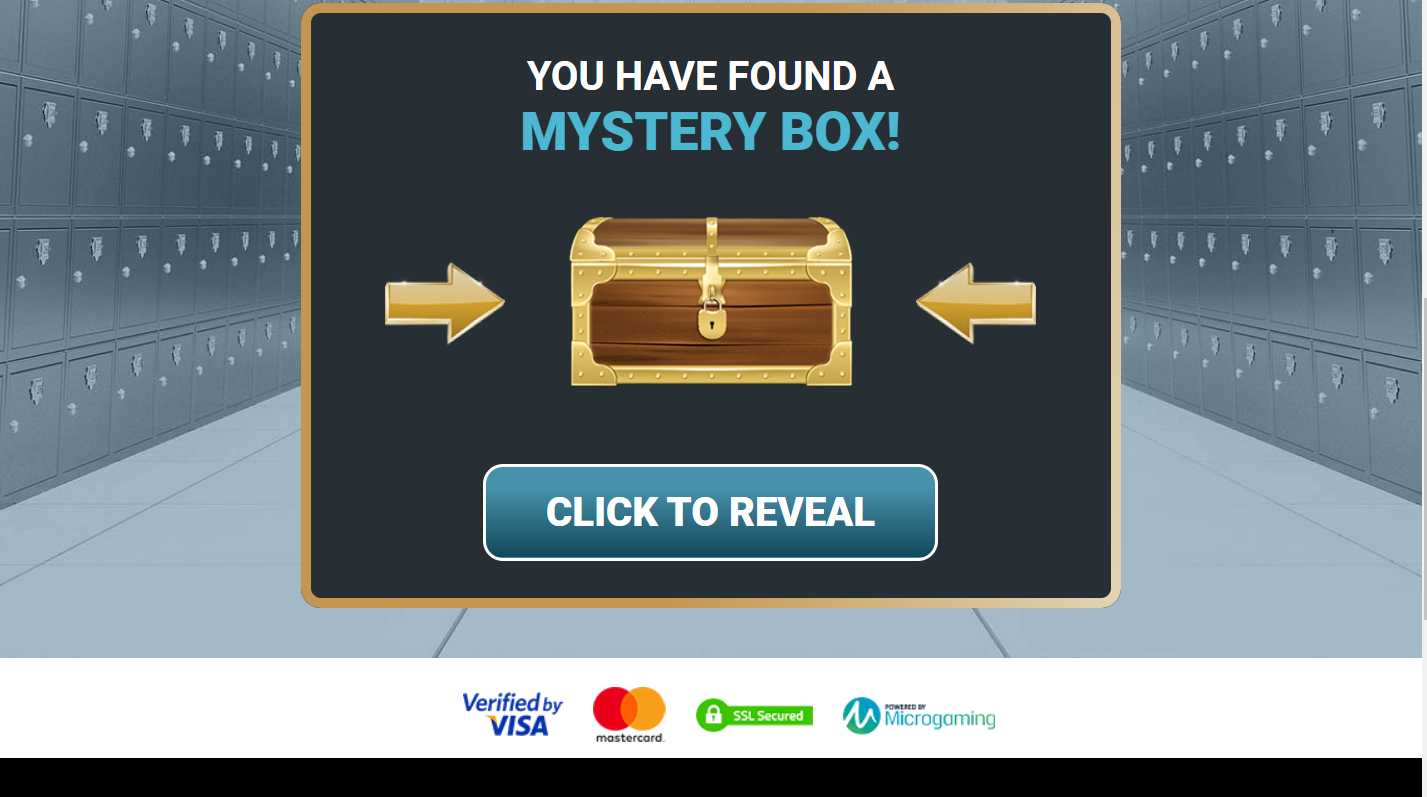 YOU HAVE FOUND A
MYSTERY BOX!
CLICK TO REVEAL
Verified by
VISA
mastercard.
SSL Secured
POWERED BY
Microgaming